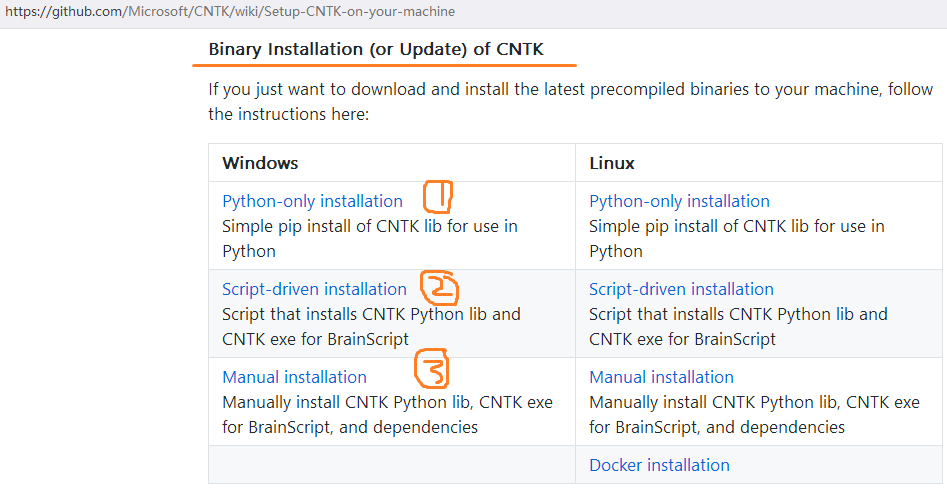 https://github.com/Microsoft/CNTK/wiki/Setup-CNTK-on-your-machine
Binary Installation (or Update) of CNTK
If you just want to download and install the latest precompiled binaries to your machine, follow
the instructions here:
Windows
Linux
Python-only installation
1
Simple pip install of CNTK lib for use in
Python
Python-only installation
Simple pip install of CNTK lib for use in
Python
Script-driven installation
2
Script that installs CNTK Python lib and
CNTK exe for BrainScript
Script-driven installation
Script that installs CNTK Python lib and
CNTK exe for BrainScript
Manual installation
3
Manually install CNTK Python lib, CNTK exe
for BrainScript, and dependencies
Manual installation
Manually install CNTK Python lib, CNTK exe
for BrainScript, and dependencies
Docker installation